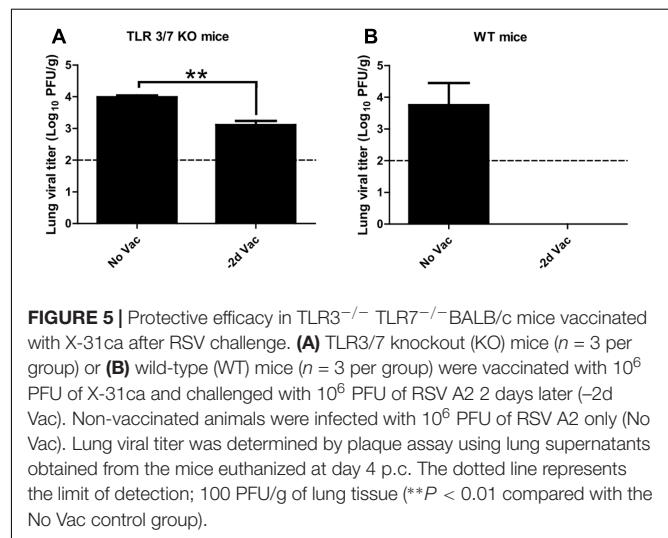 A
TLR 3/7 KO mice
Lung viral titer (Log10 PFU/g)
5
4
3
2
1
0
**
No Vac
-2d Vac
B
WT mice
Lung viral titer (Log10 PFU/g)
5
4
3
2
1
0
No Vac
-2d Vac
FIGURE 5 | Protective efficacy in TLR3−/− TLR7−/−BALB/c mice vaccinated
with X-31ca after RSV challenge. (A) TLR3/7 knockout (KO) mice (n = 3 per
group) or (B) wild-type (WT) mice (n = 3 per group) were vaccinated with 10⁶
PFU of X-31ca and challenged with 10⁶ PFU of RSV A2 2 days later (–2d
Vac). Non-vaccinated animals were infected with 10⁶ PFU of RSV A2 only (No
Vac). Lung viral titer was determined by plaque assay using lung supernatants
obtained from the mice euthanized at day 4 p.c. The dotted line represents
the limit of detection; 100 PFU/g of lung tissue (**P < 0.01 compared with the
No Vac control group).